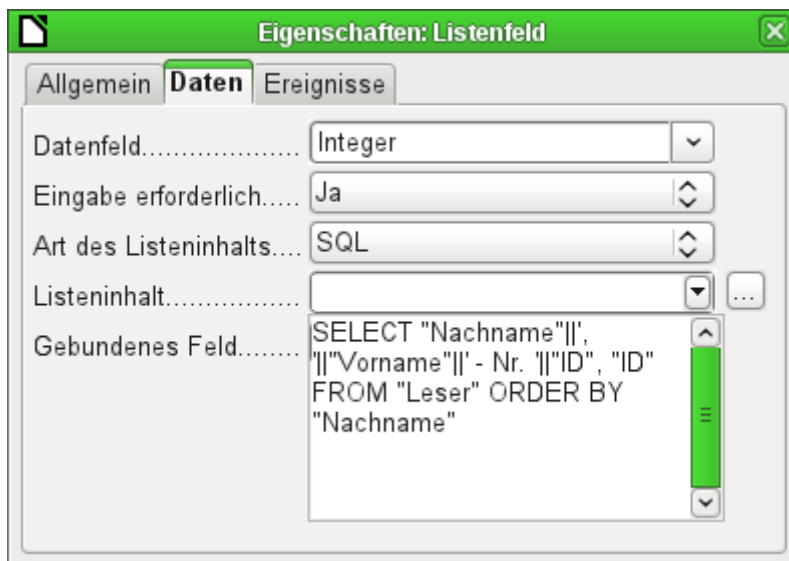 Eigenschaften: Listenfeld
Allgemein Daten Ereignisse
Datenfeld.................... Integer
Eingabe erforderlich..... Ja
Art des Listeninhalts.... SQL
Listeninhalt................. ...
Gebundenes Feld........
SELECT "Nachname"||',
'||"Vorname"||' - Nr. '||"ID", "ID"
FROM "Leser" ORDER BY
"Nachname"